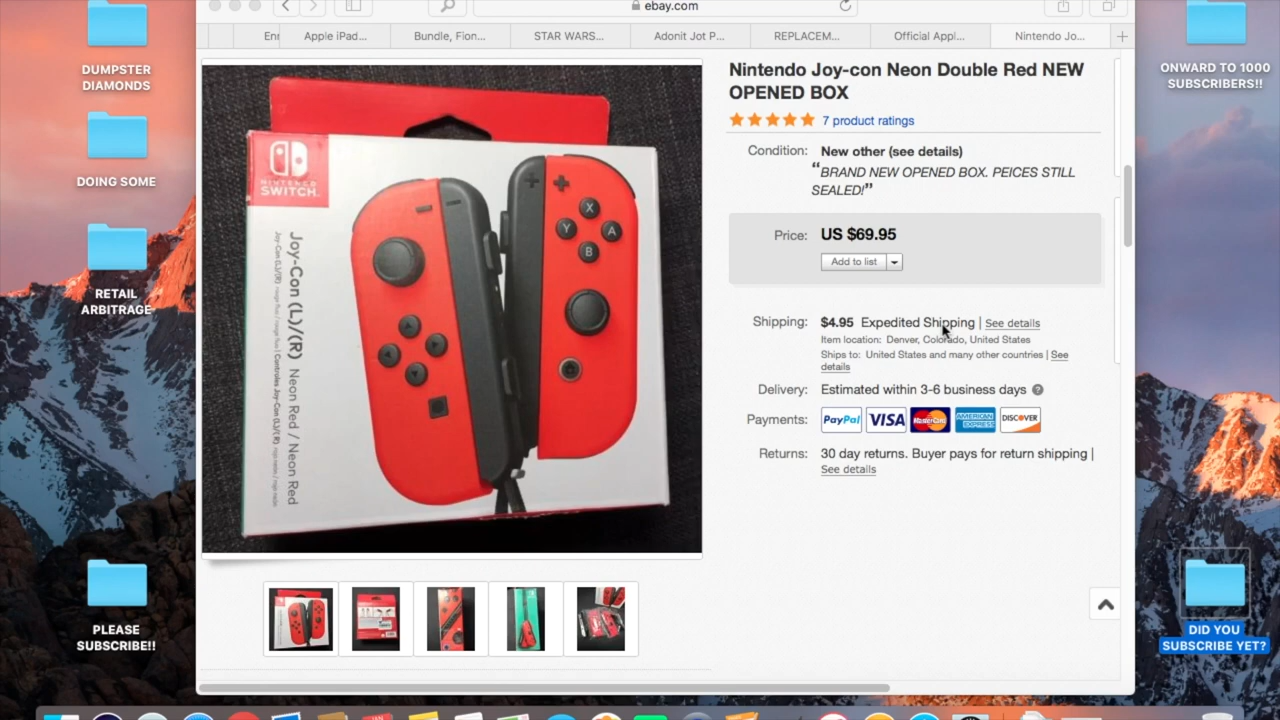 ebay.com
Enr
Apple iPad...
Bundle, Fion...
STAR WARS...
Adonit Jot P...
REPLACEM...
Official Appl...
Nintendo Jo...
DUMPSTER
DIAMONDS
DOING SOME
RETAIL
ARBITRAGE
PLEASE
SUBSCRIBE!!
NINTENDO
SWITCH
Joy-Con (L)/(R) Neon Red / Neon Red
X
Y
A
B
Nintendo Joy-con Neon Double Red NEW
OPENED BOX
7 product ratings
Condition: New other (see details)
“BRAND NEW OPENED BOX. PEICES STILL
SEALED!”
Price: US $69.95
Add to list
Shipping: $4.95 Expedited Shipping | See details
Item location: Denver, Colorado, United States
Ships to: United States and many other countries | See
details
Delivery: Estimated within 3-6 business days ?
Payments: PayPal VISA MasterCard AMERICAN EXPRESS DISCOVER
Returns: 30 day returns. Buyer pays for return shipping |
See details
ONWARD TO 1000
SUBSCRIBERS!!
DID YOU
SUBSCRIBE YET?